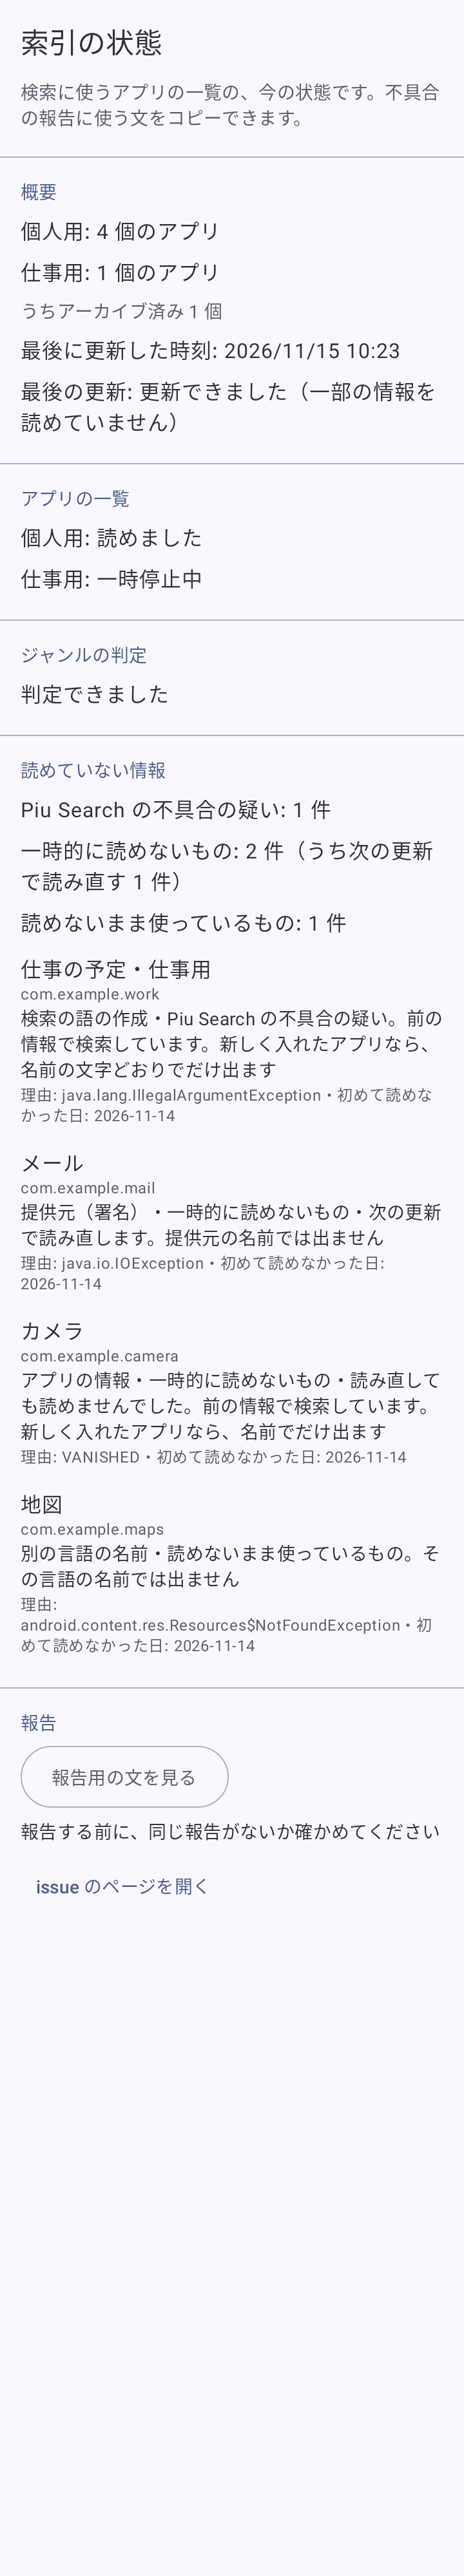 索引の状態
検索に使うアプリの一覧の、今の状態です。不具合
の報告に使う文をコピーできます。
概要
個人用: 4 個のアプリ
仕事用: 1 個のアプリ
うちアーカイブ済み 1 個
最後に更新した時刻: 2026/11/15 10:23
最後の更新: 更新できました（一部の情報を
読めていません）
アプリの一覧
個人用: 読めました
仕事用: 一時停止中
ジャンルの判定
判定できました
読めていない情報
Piu Search の不具合の疑い: 1 件
一時的に読めないもの: 2 件（うち次の更新
で読み直す 1 件）
読めないまま使っているもの: 1 件
仕事の予定・仕事用
com.example.work
検索の語の作成・Piu Search の不具合の疑い。前の
情報で検索しています。新しく入れたアプリなら、
名前の文字どおりでだけ出ます
理由: java.lang.IllegalArgumentException・初めて読めな
かった日: 2026-11-14
メール
com.example.mail
提供元（署名）・一時的に読めないもの・次の更新
で読み直します。提供元の名前では出ません
理由: java.io.IOException・初めて読めなかった日:
2026-11-14
カメラ
com.example.camera
アプリの情報・一時的に読めないもの・読み直して
も読めませんでした。前の情報で検索しています。
新しく入れたアプリなら、名前でだけ出ます
理由: VANISHED・初めて読めなかった日: 2026-11-14
地図
com.example.maps
別の言語の名前・読めないまま使っているもの。そ
の言語の名前では出ません
理由:
android.content.res.Resources$NotFoundException・初
めて読めなかった日: 2026-11-14
報告
報告用の文を見る
報告する前に、同じ報告がないか確かめてください
issue のページを開く